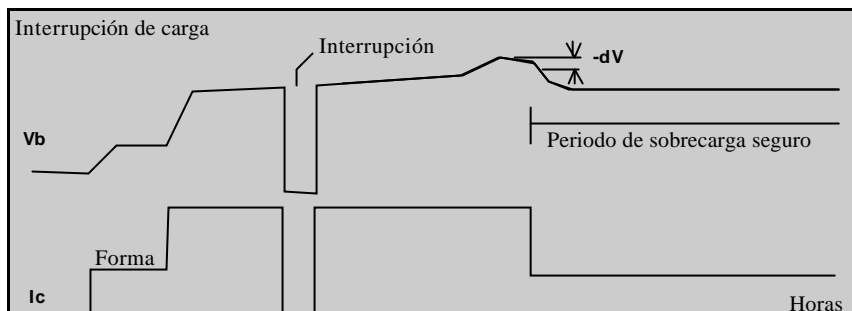 Interrupción de carga
Interrupción
-dV
Vb
Periodo de sobrecarga seguro
Forma
Ic
Horas